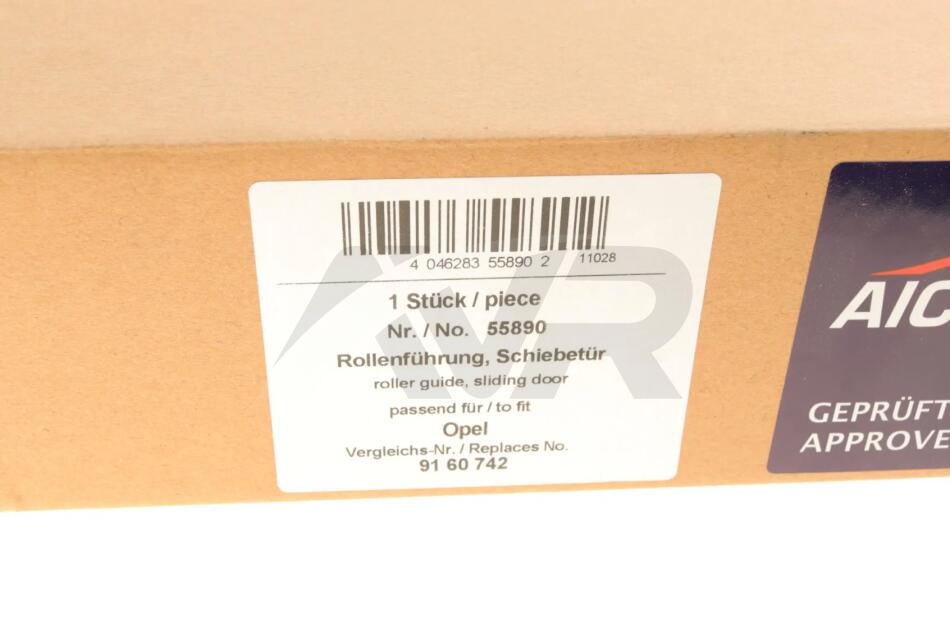 4 046283 55890 2 11028
1 Stück / piece
Nr. / No. 55890
Rollenführung, Schiebetür
roller guide, sliding door
passend für / to fit
Opel
Vergleichs-Nr. / Replaces No.
91 60 742
AIC
GEPRÜFT
APPROVE
VR